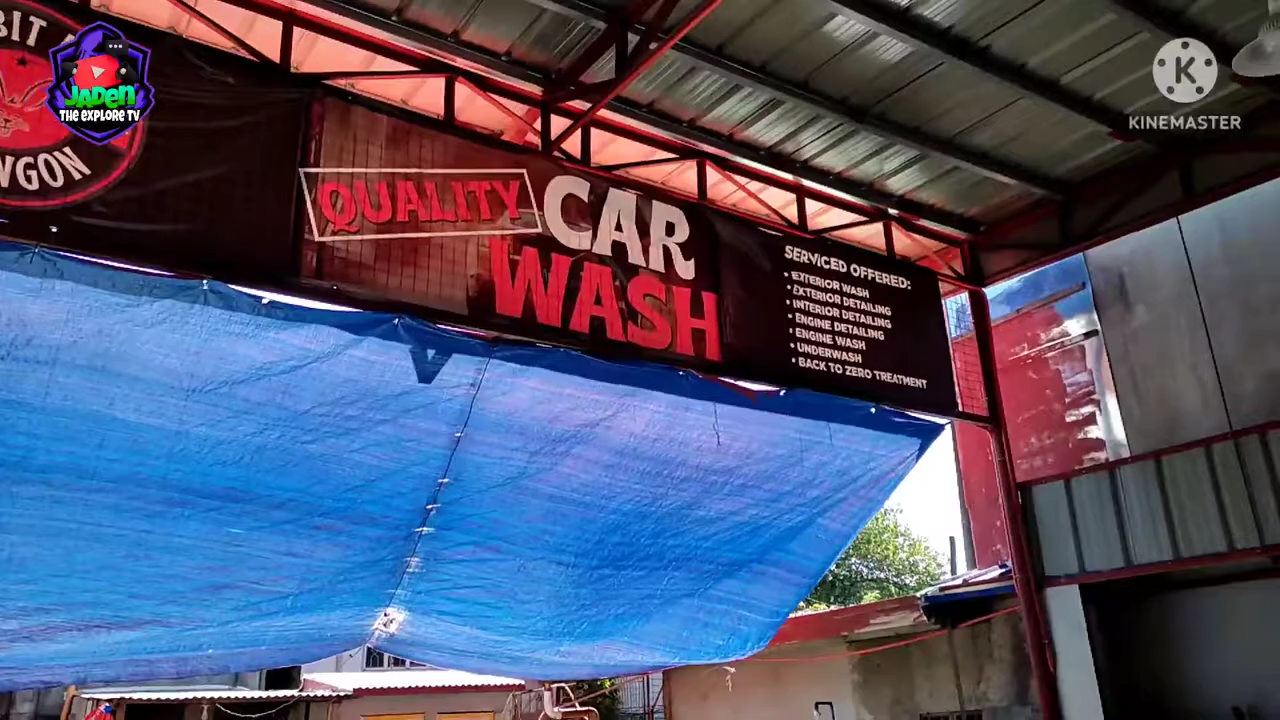 BIT
NGON
JADEN
THE EXPLORE TV
K
KINEMASTER
QUALITY CAR
WASH
SERVICED OFFERED:
• EXTERIOR WASH
• EXTERIOR DETAILING
• INTERIOR DETAILING
• ENGINE DETAILING
• ENGINE WASH
• UNDERWASH
• BACK TO ZERO TREATMENT